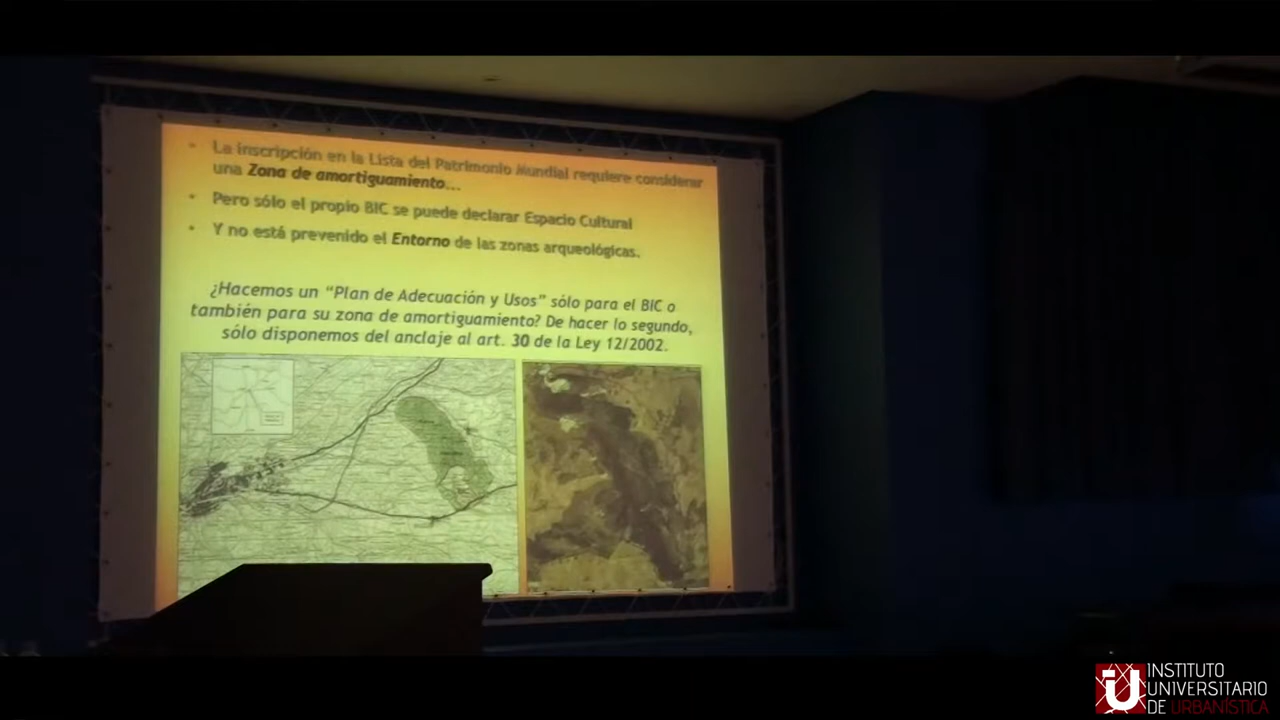 • La inscripción en la Lista del Patrimonio Mundial requiere considerar
una Zona de amortiguamiento...
• Pero sólo el propio BIC se puede declarar Espacio Cultural
• Y no está prevenido el Entorno de las zonas arqueológicas.
¿Hacemos un “Plan de Adecuación y Usos” sólo para el BIC o
también para su zona de amortiguamiento? De hacer lo segundo,
sólo disponemos del anclaje al art. 30 de la Ley 12/2002.
IU
INSTITUTO
UNIVERSITARIO
DE URBANÍSTICA